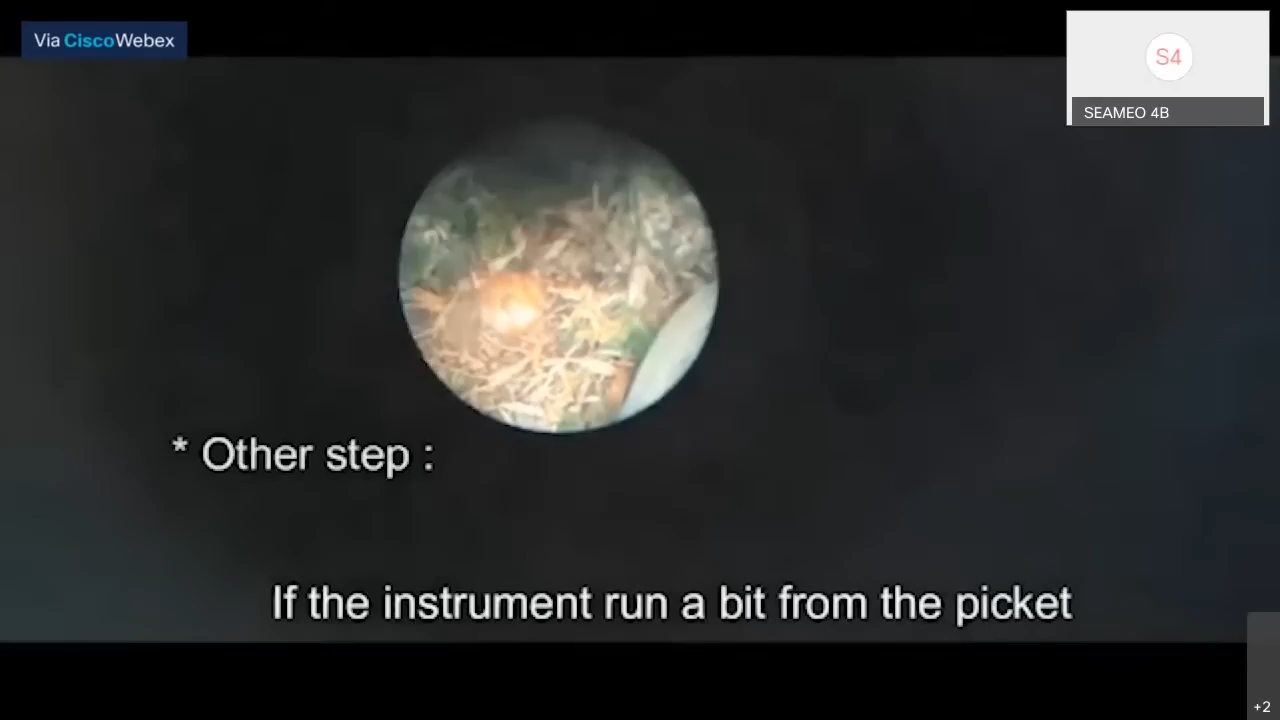 Via CiscoWebex
S4
SEAMEO 4B
* Other step :
If the instrument run a bit from the picket
+2